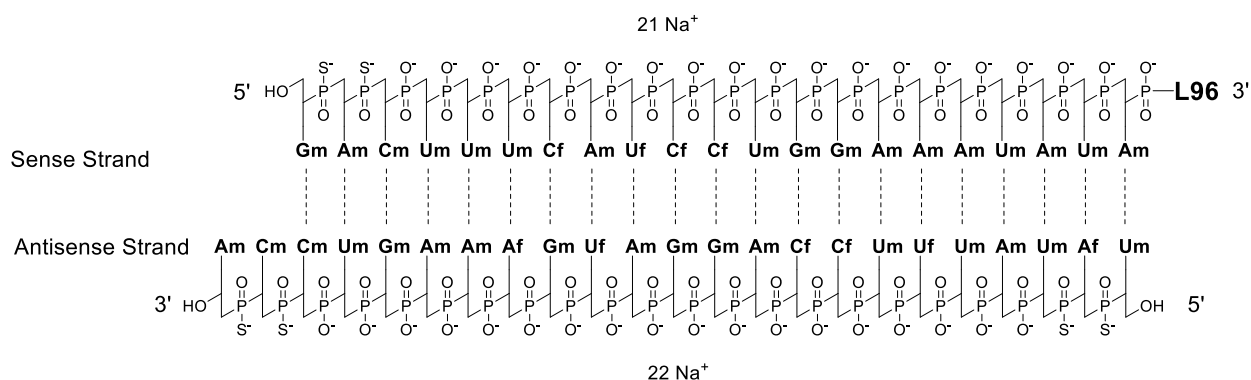 21 Na⁺
S⁻ S⁻ O⁻ O⁻ O⁻ O⁻ O⁻ O⁻ O⁻ O⁻ O⁻ O⁻ O⁻ O⁻ O⁻ O⁻ O⁻ O⁻ O⁻ O⁻ O⁻
5' HO P P P P P P P P P P P P P P P P P P P P P L96 3'
O O O O O O O O O O O O O O O O O O O O O
Sense Strand Gm Am Cm Um Um Um Cf Am Uf Cf Cf Um Gm Gm Am Am Am Um Am Um Am
Antisense Strand Am Cm Cm Um Gm Am Am Af Gm Uf Am Gm Gm Am Cf Cf Um Uf Um Am Um Af Um
O O O O O O O O O O O O O O O O O O O O O O
3' HO P P P P P P P P P P P P P P P P P P P P P P OH 5'
S⁻ S⁻ O⁻ O⁻ O⁻ O⁻ O⁻ O⁻ O⁻ O⁻ O⁻ O⁻ O⁻ O⁻ O⁻ O⁻ O⁻ O⁻ O⁻ O⁻ S⁻ S⁻
22 Na⁺